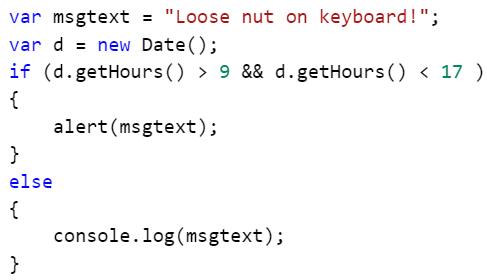 var msgtext = "Loose nut on keyboard!";
var d = new Date();
if (d.getHours() > 9 && d.getHours() < 17 )
{
    alert(msgtext);
}
else
{
    console.log(msgtext);
}